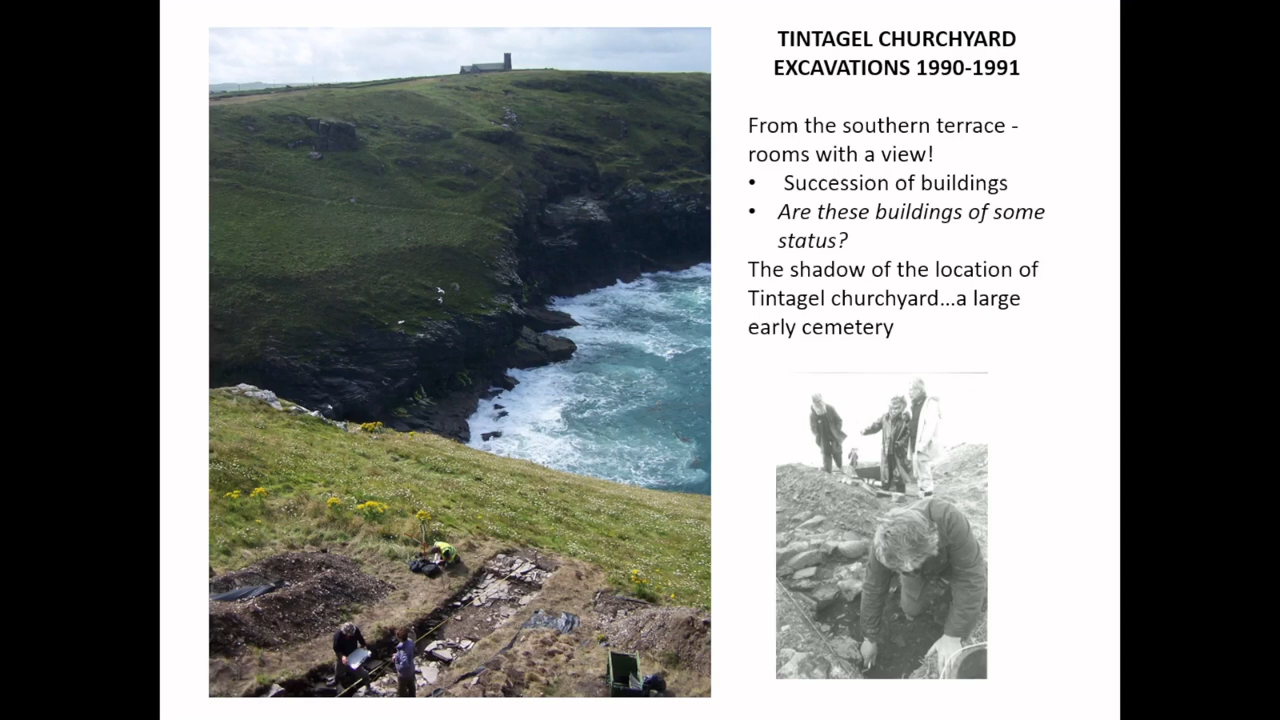 TINTAGEL CHURCHYARD
EXCAVATIONS 1990-1991
From the southern terrace -
rooms with a view!
• Succession of buildings
• Are these buildings of some
status?
The shadow of the location of
Tintagel churchyard...a large
early cemetery